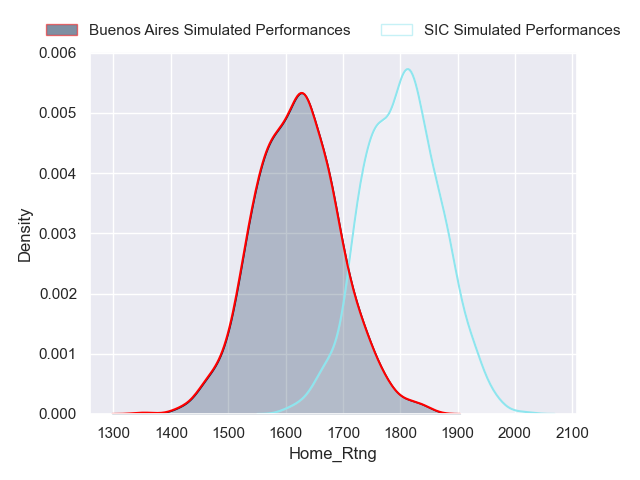 Buenos Aires Simulated Performances SIC Simulated Performances
0.006
0.005
0.004
0.003
0.002
0.001
0.000
Density
1300 1400 1500 1600 1700 1800 1900 2000 2100
Home_Rtng